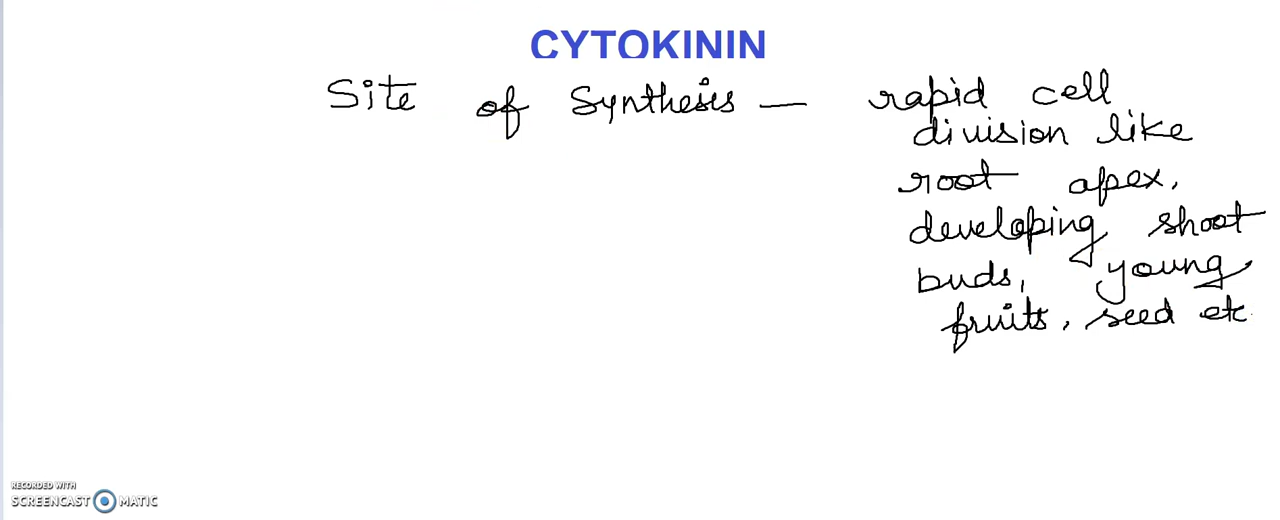 CYTOKININ
Site of Synthesis — rapid cell
division like
root apex,
developing shoot
buds, young
fruits, seed etc
RECORDED WITH
SCREENCAST MATIC